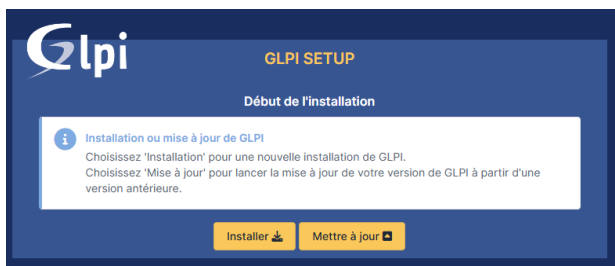 Glpi
GLPI SETUP
Début de l'installation
Installation ou mise à jour de GLPI
Choisissez 'Installation' pour une nouvelle installation de GLPI.
Choisissez 'Mise à jour' pour lancer la mise à jour de votre version de GLPI à partir d'une
version antérieure.
Installer
Mettre à jour